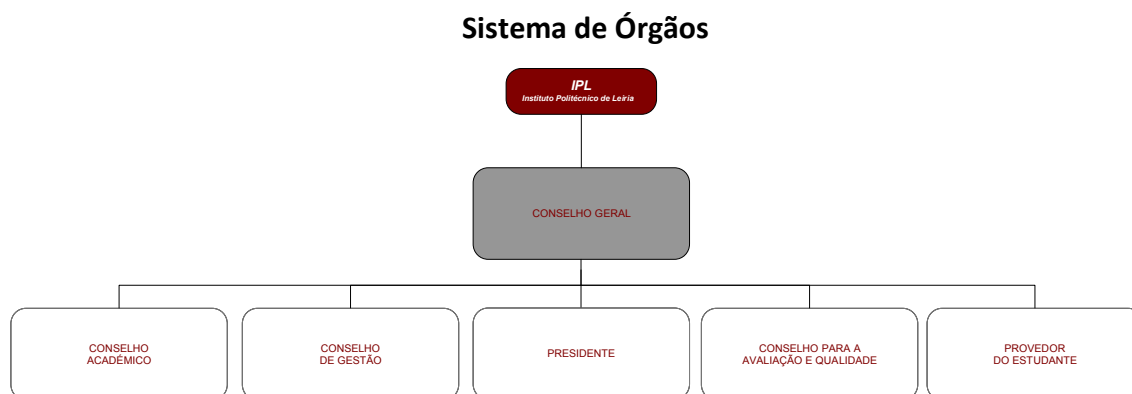 Sistema de Órgãos
IPL
Instituto Politécnico de Leiria
CONSELHO GERAL
CONSELHO
ACADÉMICO
CONSELHO
DE GESTÃO
PRESIDENTE
CONSELHO PARA A
AVALIAÇÃO E QUALIDADE
PROVEDOR
DO ESTUDANTE